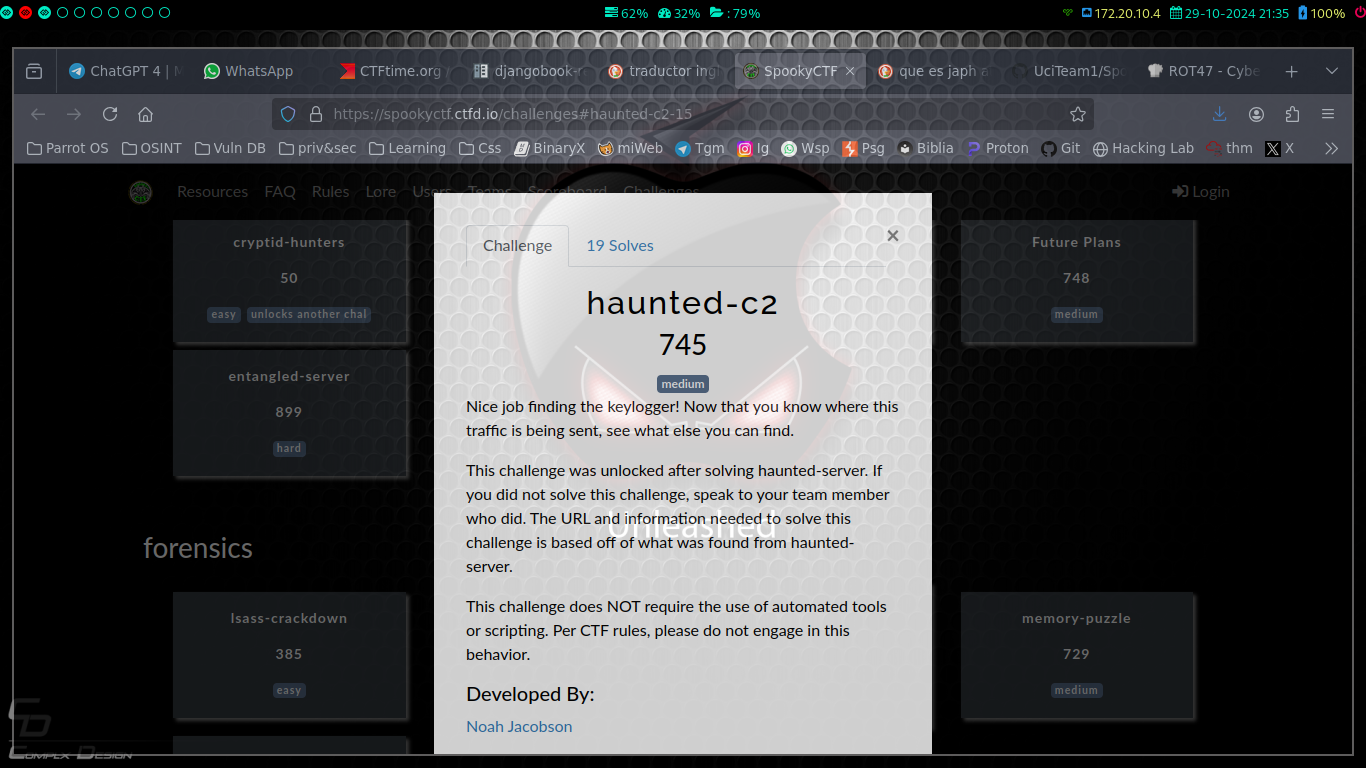 62% 32% : 79% 172.20.10.4 29-10-2024 21:35 100%
ChatGPT 4 | WhatsApp CTFtime.org djangobook- traductor ing SpookyCTF que es japh a UciTeam1/Spo ROT47 - Cybe
https://spookyctf.ctfd.io/challenges#haunted-c2-15
Parrot OS OSINT Vuln DB priv&sec Learning Css BinaryX miWeb Tgm Ig Wsp Psg Biblia Proton Git Hacking Lab thm X
Resources FAQ Rules Lore Users Teams Scoreboard Challenges Login
cryptid-hunters
50
easy unlocks another chal
entangled-server
899
hard
Future Plans
748
medium
Challenge 19 Solves ×
haunted-c2
745
medium
Nice job finding the keylogger! Now that you know where this
traffic is being sent, see what else you can find.
This challenge was unlocked after solving haunted-server. If
you did not solve this challenge, speak to your team member
who did. The URL and information needed to solve this
challenge is based off of what was found from haunted-
server.
Unleashed
This challenge does NOT require the use of automated tools
or scripting. Per CTF rules, please do not engage in this
behavior.
Developed By:
Noah Jacobson
forensics
lsass-crackdown
385
easy
memory-puzzle
729
medium
CD
Complx Design